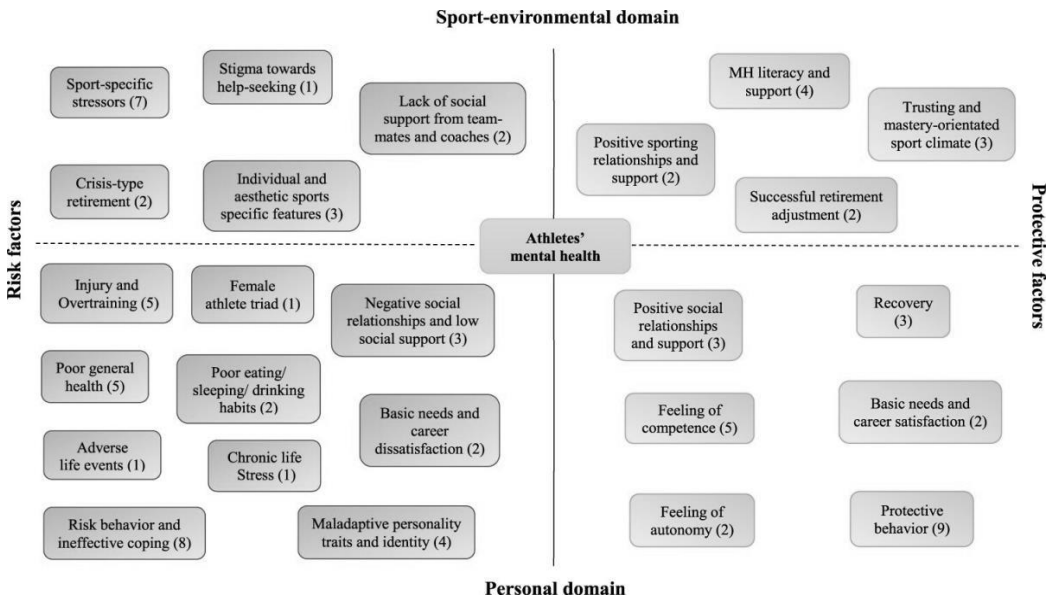 Sport-environmental domain
Risk factors
Protective factors
Sport-specific
stressors (7)
Stigma towards
help-seeking (1)
Lack of social
support from team-
mates and coaches (2)
Crisis-type
retirement (2)
Individual and
aesthetic sports
specific features (3)
MH literacy and
support (4)
Trusting and
mastery-orientated
sport climate (3)
Positive sporting
relationships and
support (2)
Successful retirement
adjustment (2)
Athletes’
mental health
Injury and
Overtraining (5)
Female
athlete triad (1)
Negative social
relationships and low
social support (3)
Poor general
health (5)
Poor eating/
sleeping/ drinking
habits (2)
Basic needs and
career
dissatisfaction (2)
Adverse
life events (1)
Chronic life
Stress (1)
Risk behavior and
ineffective coping (8)
Maladaptive personality
traits and identity (4)
Positive social
relationships
and support (3)
Recovery
(3)
Feeling of
competence (5)
Basic needs and
career satisfaction (2)
Feeling of
autonomy (2)
Protective
behavior (9)
Personal domain